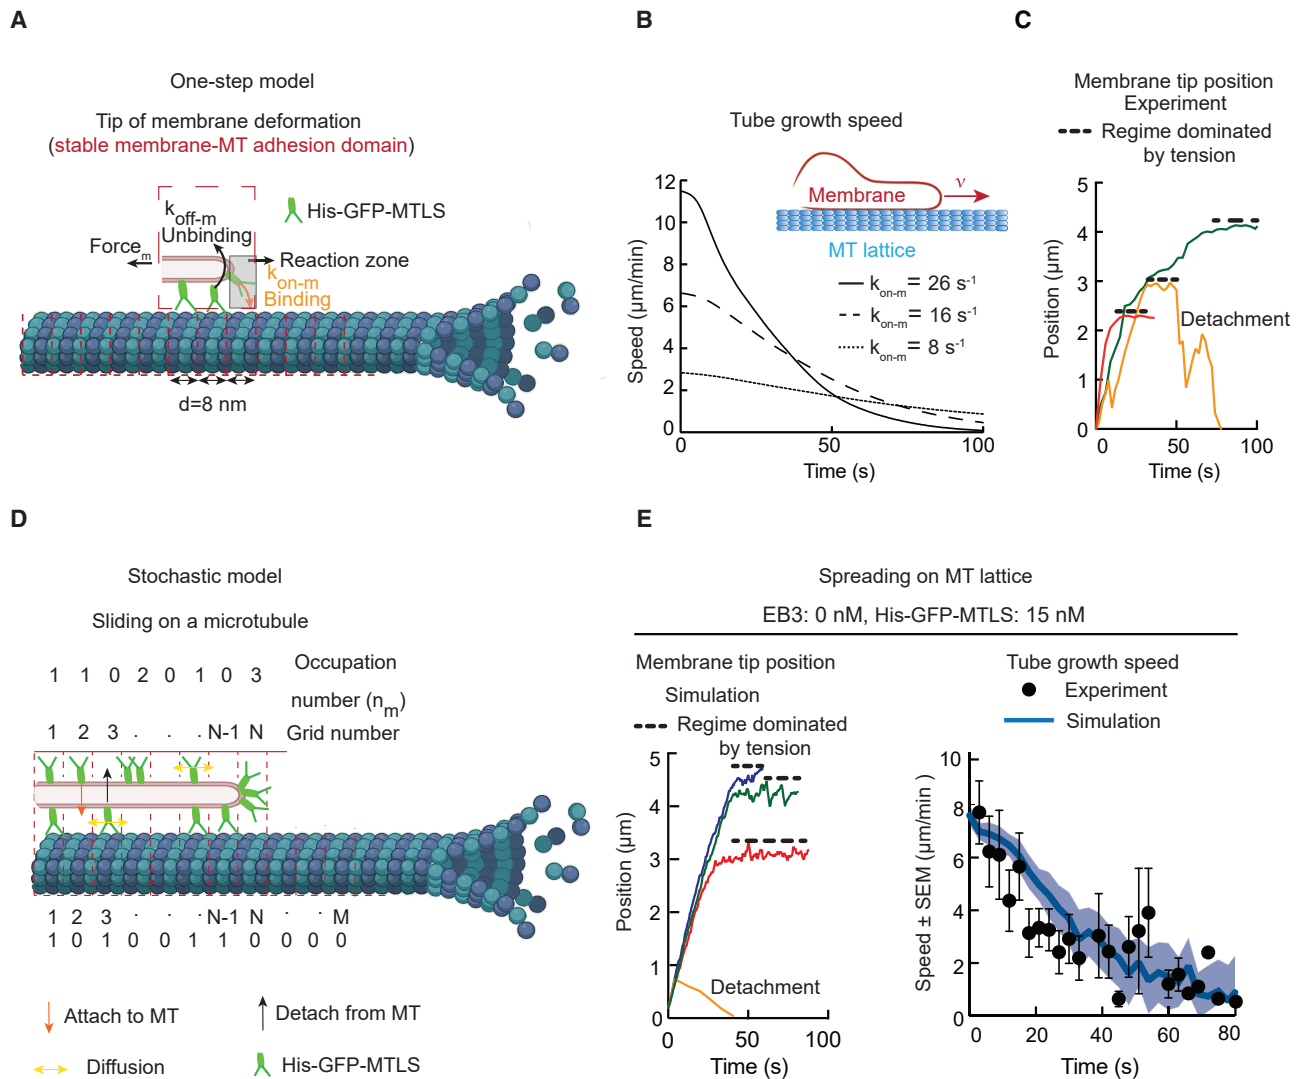 A
One-step model
Tip of membrane deformation
(stable membrane-MT adhesion domain)
k off-m
Unbinding
His-GFP-MTLS
Force m
Reaction zone
k on-m
Binding
d=8 nm
B
Tube growth speed
12
10
8
6
4
2
0
Speed (μm/min)
Membrane
v
MT lattice
k on-m = 26 s-1
k on-m = 16 s-1
k on-m = 8 s-1
0 50 100
Time (s)
C
Membrane tip position
Experiment
Regime dominated
by tension
5
4
3
2
1
0
Position (μm)
Detachment
0 50 100
Time (s)
D
Stochastic model
Sliding on a microtubule
1 1 0 2 0 1 0 3
Occupation
number (n m)
1 2 3 . . . N-1 N
Grid number
1 2 3 . . . N-1 N . . M
1 0 1 0 0 1 1 0 0 0 0
Attach to MT
Detach from MT
Diffusion
His-GFP-MTLS
E
Spreading on MT lattice
EB3: 0 nM, His-GFP-MTLS: 15 nM
Membrane tip position
Simulation
Regime dominated
by tension
5
4
3
2
1
0
Position (μm)
Detachment
0 50 100
Time (s)
Tube growth speed
Experiment
Simulation
10
8
6
4
2
0
Speed ± SEM (μm/min)
0 20 40 60 80
Time (s)